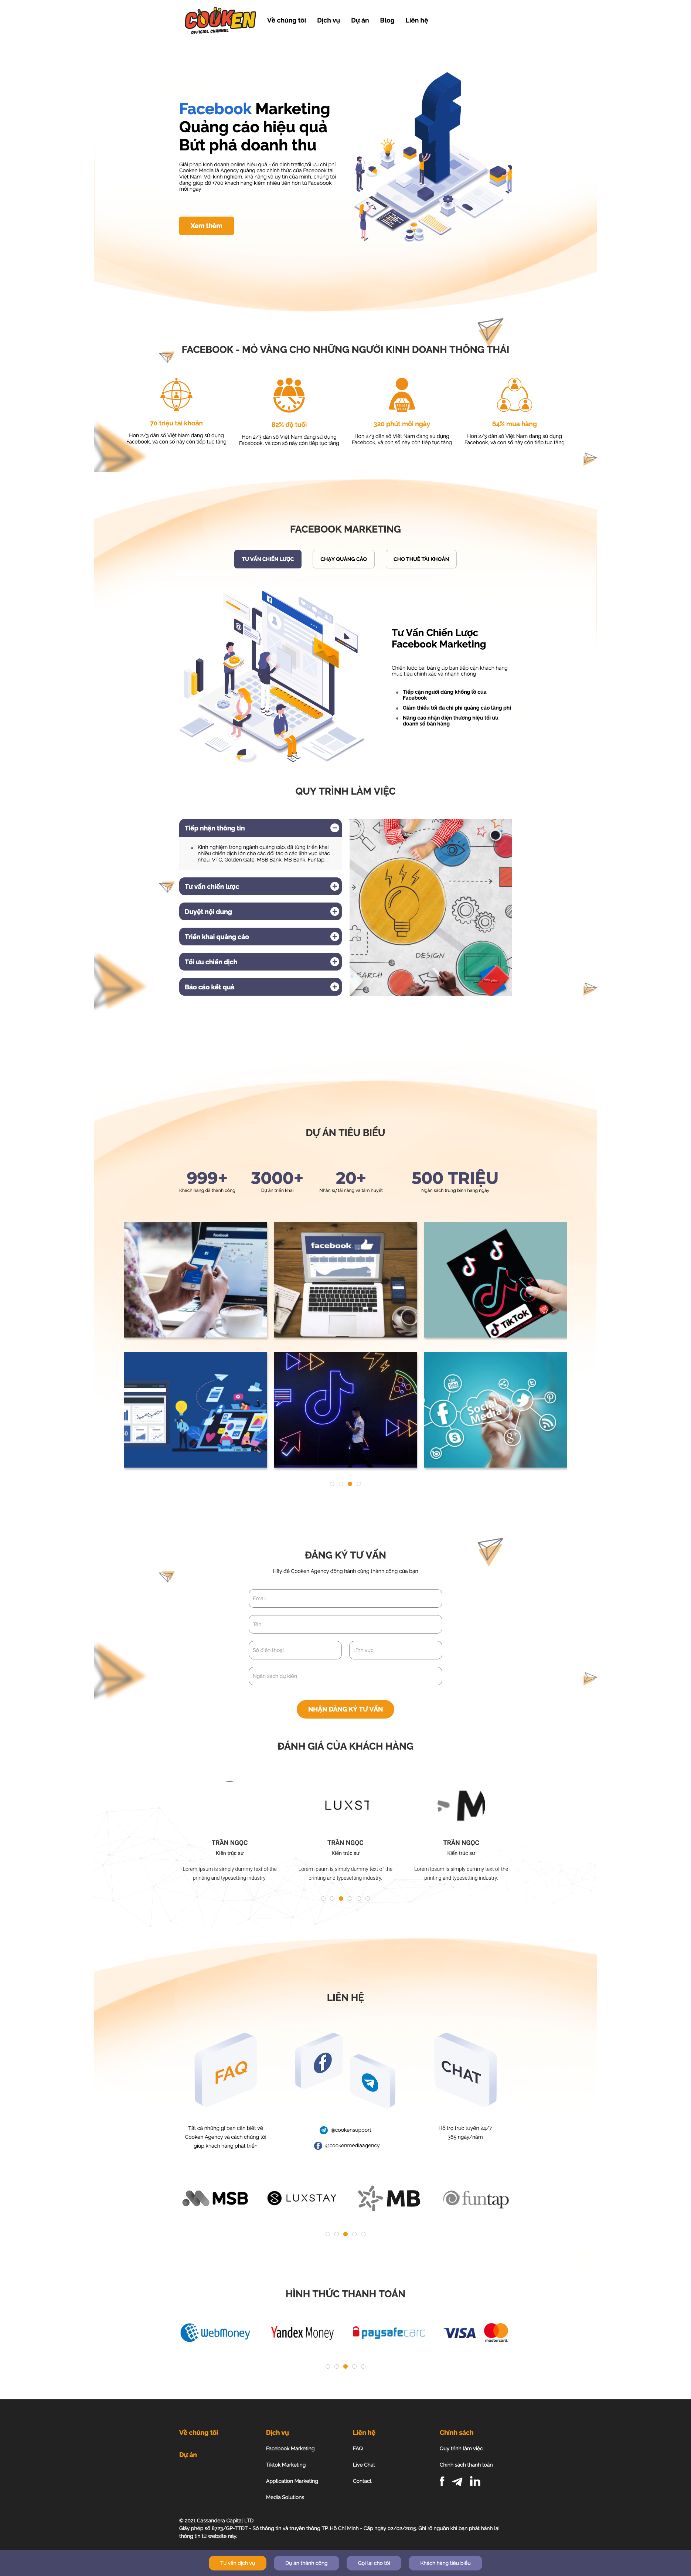 COOKEN
OFFICIAL CHANNEL
Về chúng tôi
Dịch vụ
Dự án
Blog
Liên hệ
Facebook Marketing
Quảng cáo hiệu quả
Bứt phá doanh thu
Giải pháp kinh doanh online hiệu quả - ổn định traffic,tối ưu chi phí
Cooken Media là Agency quảng cáo chính thức của Facebook tại
Việt Nam. Với kinh nghiệm, khả năng và uy tín của mình, chúng tôi
đang giúp đỡ +700 khách hàng kiếm nhiều tiền hơn từ Facebook
mỗi ngày
Xem thêm
FACEBOOK - MỎ VÀNG CHO NHỮNG NGƯỜI KINH DOANH THÔNG THÁI
70 triệu tài khoản
Hơn 2/3 dân số Việt Nam đang sử dụng
Facebook, và con số này còn tiếp tục tăng
82% độ tuổi
Hơn 2/3 dân số Việt Nam đang sử dụng
Facebook, và con số này còn tiếp tục tăng
320 phút mỗi ngày
Hơn 2/3 dân số Việt Nam đang sử dụng
Facebook, và con số này còn tiếp tục tăng
64% mua hàng
Hơn 2/3 dân số Việt Nam đang sử dụng
Facebook, và con số này còn tiếp tục tăng
FACEBOOK MARKETING
TƯ VẤN CHIẾN LƯỢC
CHẠY QUẢNG CÁO
CHO THUÊ TÀI KHOẢN
Tư Vấn Chiến Lược
Facebook Marketing
Chiến lược bài bản giúp bạn tiếp cận khách hàng
mục tiêu chính xác và nhanh chóng
Tiếp cận người dùng khổng lồ của
Facebook
Giảm thiểu tối đa chi phí quảng cáo lãng phí
Nâng cao nhận diện thương hiệu tối ưu
doanh số bán hàng
QUY TRÌNH LÀM VIỆC
Tiếp nhận thông tin
Kinh nghiệm trong ngành quảng cáo, đã từng triển khai
nhiều chiến dịch lớn cho các đối tác ở các lĩnh vực khác
nhau: VTC, Golden Gate, MSB Bank, MB Bank, Funtap,...
Tư vấn chiến lược
Duyệt nội dung
Triển khai quảng cáo
Tối ưu chiến dịch
Báo cáo kết quả
DESIGN
EARCH
DỰ ÁN TIÊU BIỂU
999+
Khách hàng đã thành công
3000+
Dự án triển khai
20+
Nhân sự tài năng và tâm huyết
500 TRIỆU
Ngân sách trung bình hàng ngày
facebook
TikTok
Social
Media
ĐĂNG KÝ TƯ VẤN
Hãy để Cooken Agency đồng hành cùng thành công của bạn
Email
Tên
Số điện thoại
Lĩnh vực
Ngân sách dự kiến
NHẬN ĐĂNG KÝ TƯ VẤN
ĐÁNH GIÁ CỦA KHÁCH HÀNG
LUXST
M
TRẦN NGỌC
Kiến trúc sư
Lorem Ipsum is simply dummy text of the
printing and typesetting industry.
TRẦN NGỌC
Kiến trúc sư
Lorem Ipsum is simply dummy text of the
printing and typesetting industry.
TRẦN NGỌC
Kiến trúc sư
Lorem Ipsum is simply dummy text of the
printing and typesetting industry.
LIÊN HỆ
FAQ
CHAT
Tất cả những gì bạn cần biết về
Cooken Agency và cách chúng tôi
giúp khách hàng phát triển
@cookensupport
@cookenmediaagency
Hỗ trợ trực tuyến 24/7
365 ngày/năm
MSB
LUXSTAY
MB
funtap
HÌNH THỨC THANH TOÁN
WebMoney
Yandex Money
paysafecarc
VISA
mastercard
Về chúng tôi
Dự án
Dịch vụ
Facebook Marketing
Tiktok Marketing
Application Marketing
Media Solutions
Liên hệ
FAQ
Live Chat
Contact
Chính sách
Quy trình làm việc
Chính sách thanh toán
© 2021 Cassandera Capital LTD
Giấy phép số 8723/GP-TTĐT - Sở thông tin và truyền thông TP. Hồ Chí Minh - Cấp ngày 02/02/2015. Ghi rõ nguồn khi bạn phát hành lại
thông tin từ website này.
Tư vấn dịch vụ
Dự án thành công
Gọi lại cho tôi
Khách hàng tiêu biểu